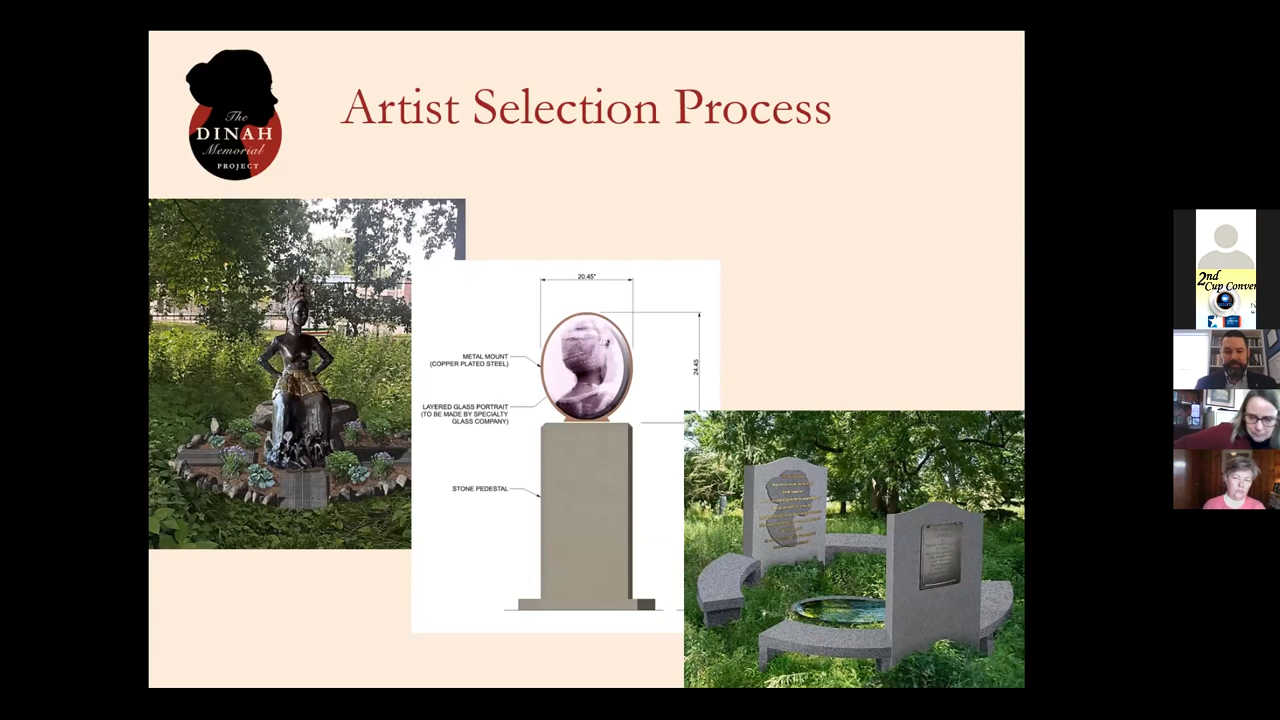 The
DINAH
Memorial
PROJECT
Artist Selection Process
20.45"
METAL MOUNT
(COPPER PLATED STEEL)
24.45
LAYERED GLASS PORTRAIT
(TO BE MADE BY SPECIALTY
GLASS COMPANY)
STONE PEDESTAL
2nd
Cup Conver
zoom